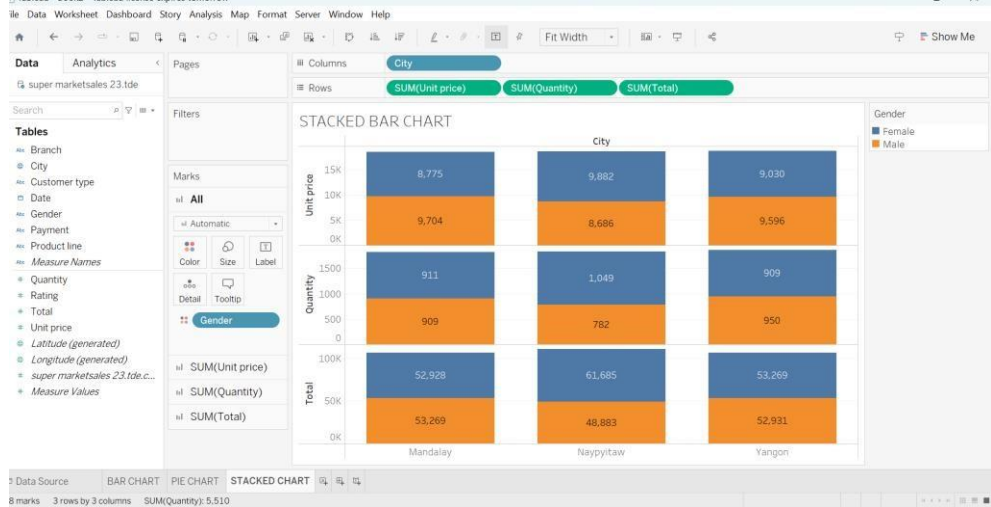 ile Data Worksheet Dashboard Story Analysis Map Format Server Window Help
Fit Width
Show Me
Data Analytics
super marketsales 23.tde
Search
Tables
Abc Branch
City
Abc Customer type
Date
Abc Gender
Abc Payment
Abc Product line
Abc Measure Names
Quantity
Rating
Total
Unit price
Latitude (generated)
Longitude (generated)
super marketsales 23.tde.c...
Measure Values
Pages
Filters
Marks
All
Automatic
Color Size Label
Detail Tooltip
Gender
SUM(Unit price)
SUM(Quantity)
SUM(Total)
Columns City
Rows SUM(Unit price) SUM(Quantity) SUM(Total)
STACKED BAR CHART
City
Unit price
15K
10K
5K
0K
8,775 9,882 9,030
9,704 8,686 9,596
Quantity
1500
1000
500
0
911 1,049 909
909 782 950
Total
100K
50K
0K
52,928 61,685 53,269
53,269 48,883 52,931
Mandalay Naypyitaw Yangon
Gender
Female
Male
Data Source BAR CHART PIE CHART STACKED CHART
8 marks 3 rows by 3 columns SUM(Quantity): 5,510